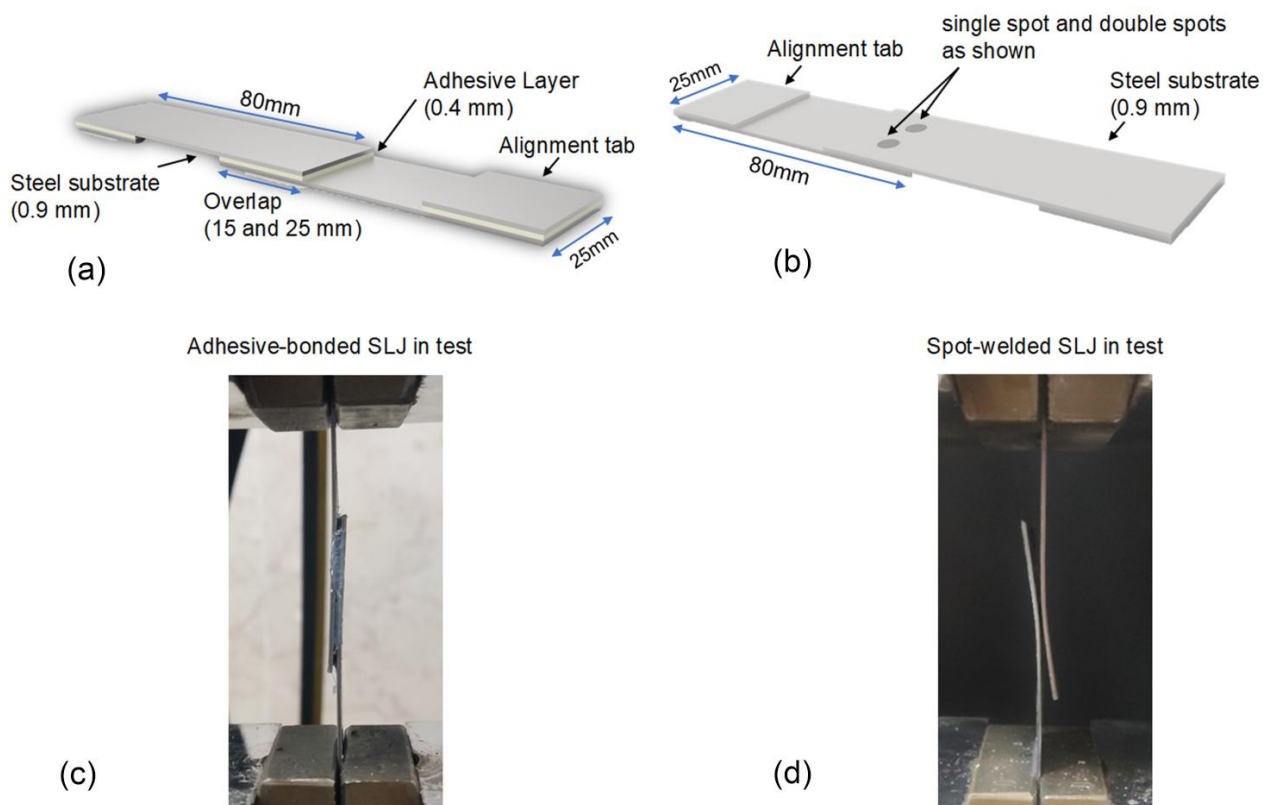 80mm
Adhesive Layer
(0.4 mm)
Alignment tab
Steel substrate
(0.9 mm)
Overlap
(15 and 25 mm)
25mm
(a)
single spot and double spots
as shown
Alignment tab
25mm
Steel substrate
(0.9 mm)
80mm
(b)
Adhesive-bonded SLJ in test
(c)
Spot-welded SLJ in test
(d)